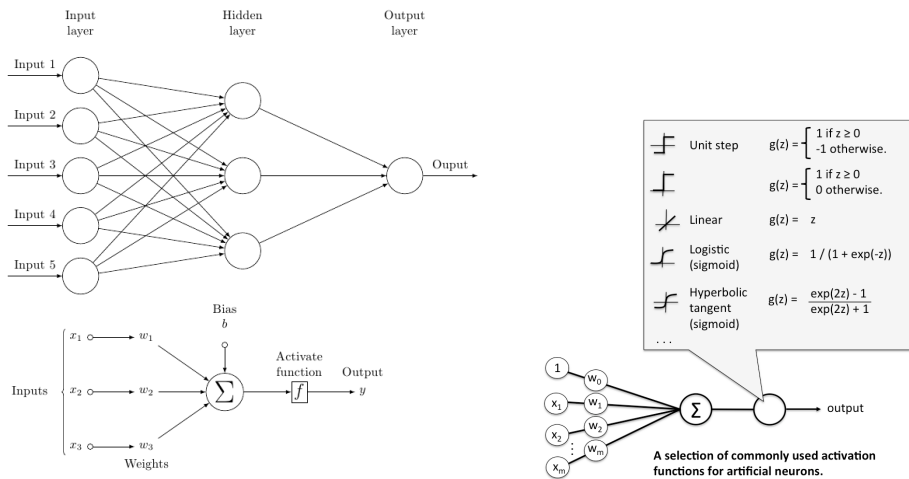 Input
layer
Hidden
layer
Output
layer
Input 1
Input 2
Input 3
Input 4
Input 5
Ouput
Bias
b
x₁ w₁
Activate
function
Output
Inputs x₂ w₂ Σ f y
x₃ w₃
Weights
Unit step g(z) = { 1 if z ≥ 0
-1 otherwise.
g(z) = { 1 if z ≥ 0
0 otherwise.
Linear g(z) = z
Logistic
(sigmoid) g(z) = 1 / (1 + exp(-z))
Hyperbolic
tangent
(sigmoid) g(z) = exp(2z) - 1
exp(2z) + 1
. . .
1 w₀
x₁ w₁
Σ output
x₂ w₂
⋮
xₘ wₘ
A selection of commonly used activation
functions for artificial neurons.